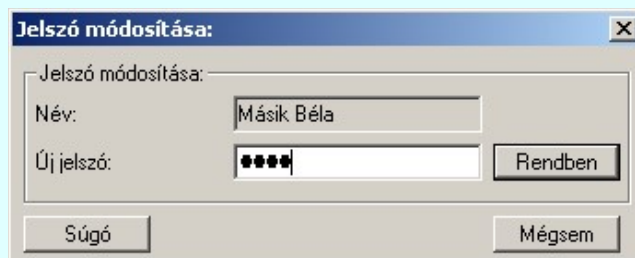 Jelszó módosítása:
Jelszó módosítása:
Név: Másik Béla
Új jelszó: ●●●● Rendben
Súgó Mégsem